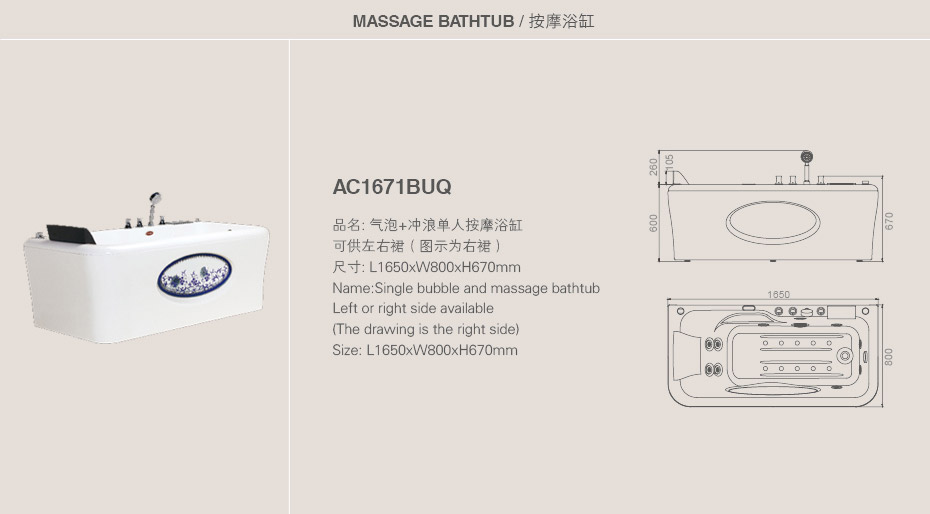 MASSAGE BATHTUB / 按摩浴缸
AC1671BUQ
品名: 气泡+冲浪单人按摩浴缸
可供左右裙（图示为右裙）
尺寸: L1650xW800xH670mm
Name:Single bubble and massage bathtub
Left or right side available
(The drawing is the right side)
Size: L1650xW800xH670mm
260
105
600
670
1650
800